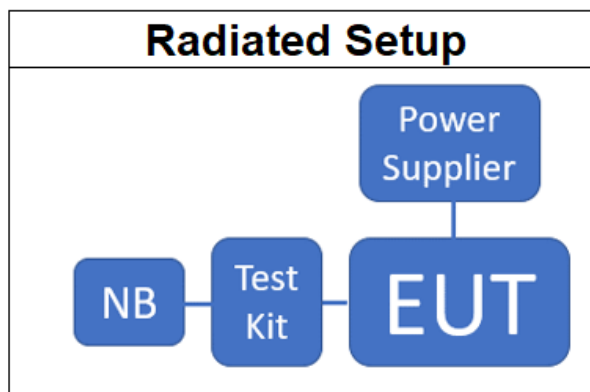 Radiated Setup
Power
Supplier
NB
Test
Kit
EUT